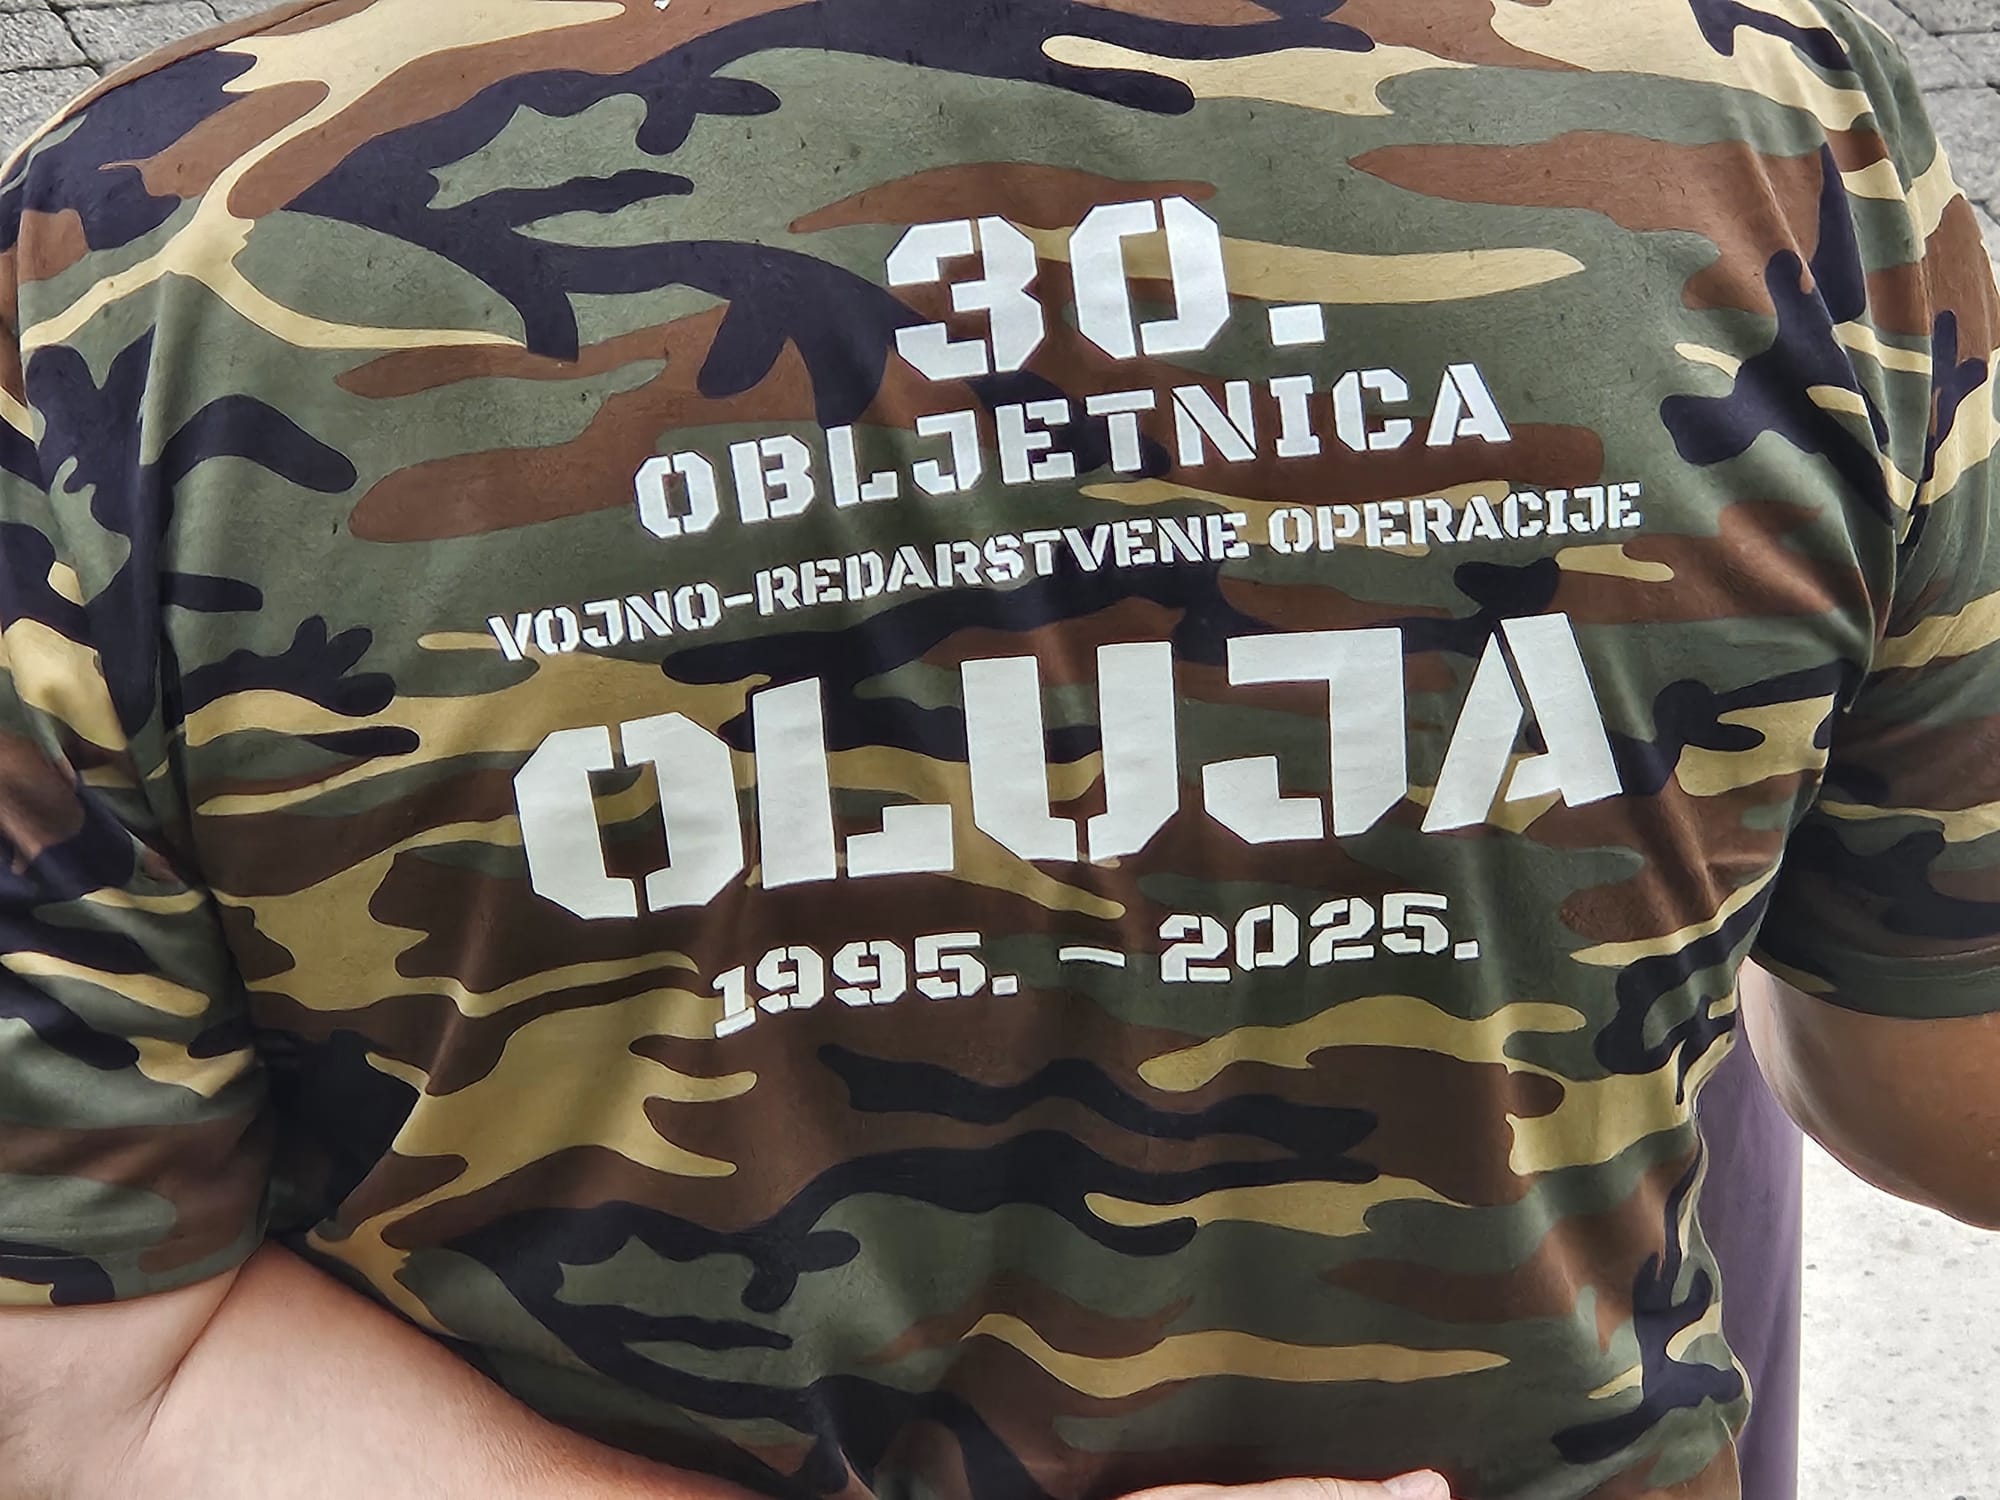 30.
OBLJETNICA
VOJNO-REDARSTVENE OPERACIJE
OLUJA
1995. - 2025.